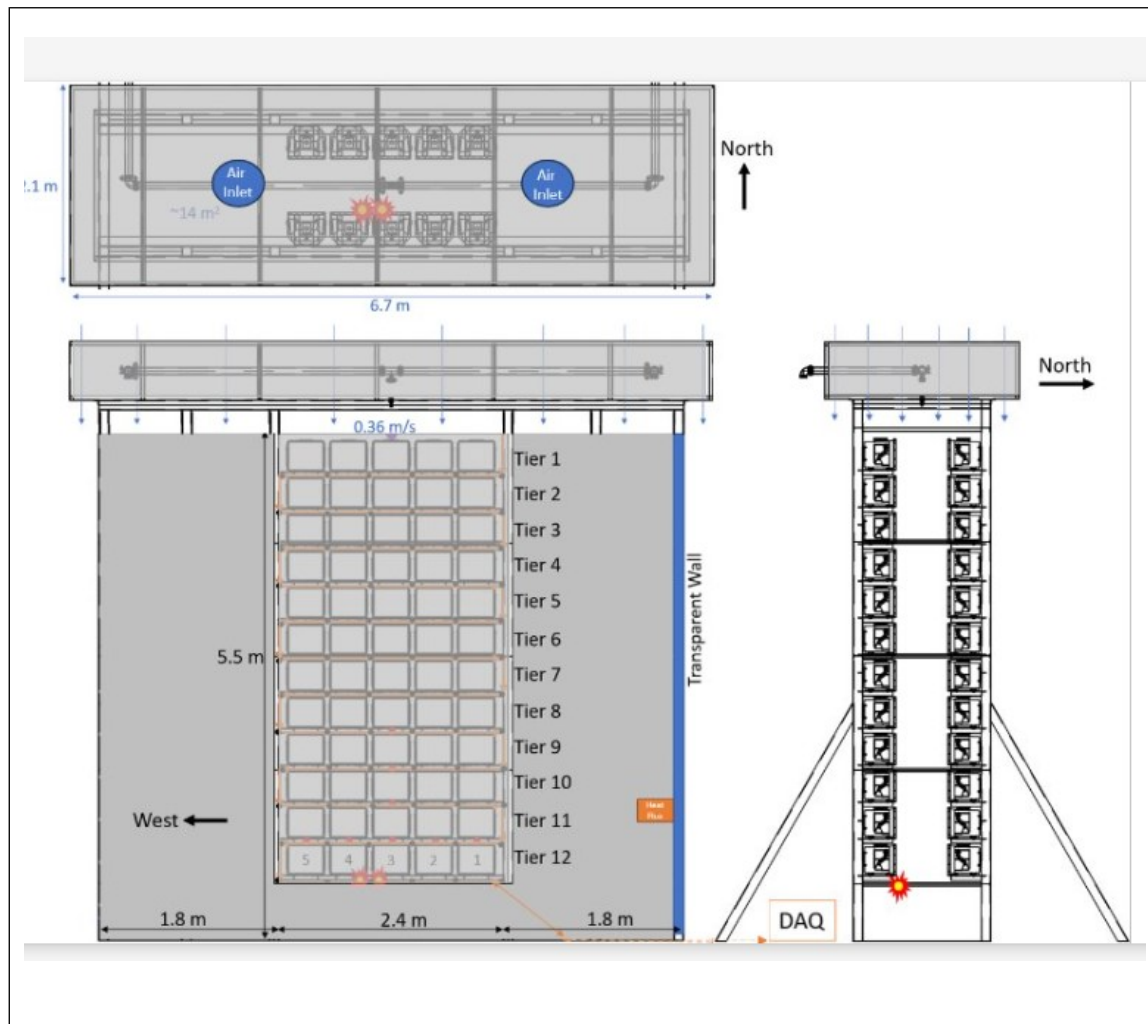 Air
Inlet
Air
Inlet
North
2.1 m
~14 m²
6.7 m
North
0.36 m/s
Tier 1
Tier 2
Tier 3
Tier 4
Tier 5
Tier 6
5.5 m
Tier 7
Tier 8
Tier 9
Tier 10
Tier 11
Tier 12
Transparent Wall
Heat
Flux
West
5 4 3 2 1
1.8 m
2.4 m
1.8 m
DAQ